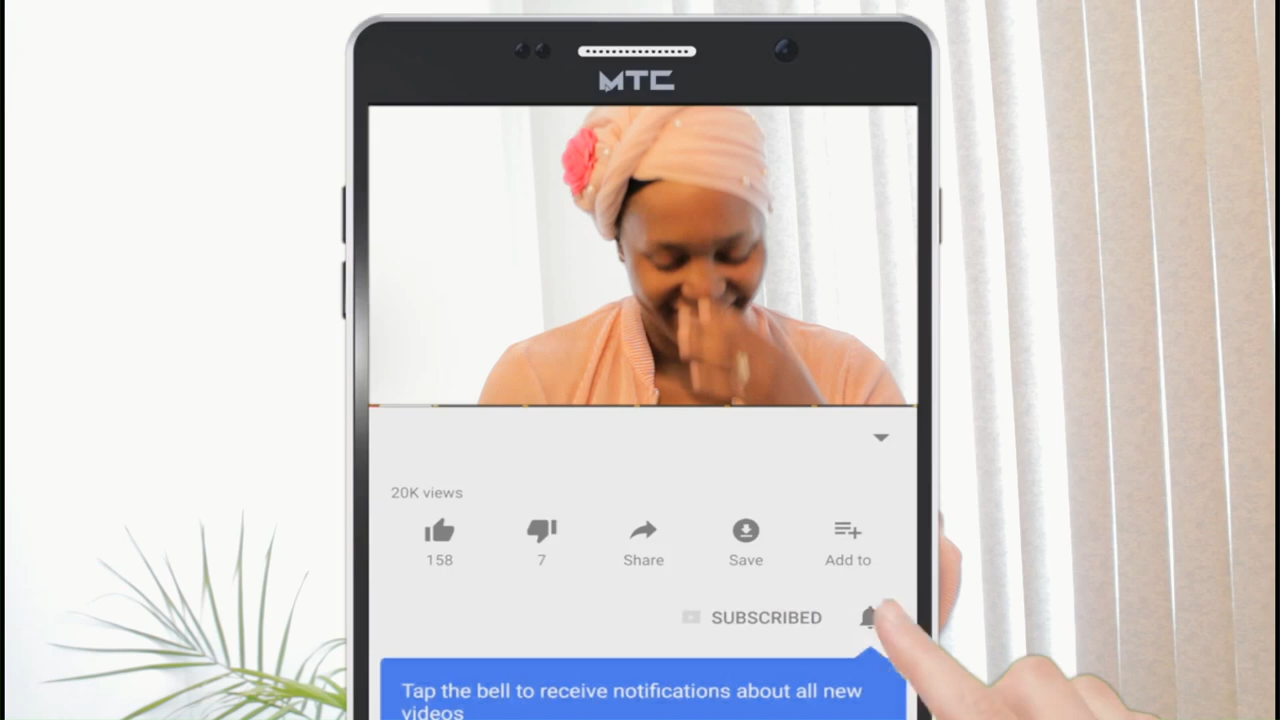 MTC
20K views
158
7
Share
Save
Add to
SUBSCRIBED
Tap the bell to receive notifications about all new
videos